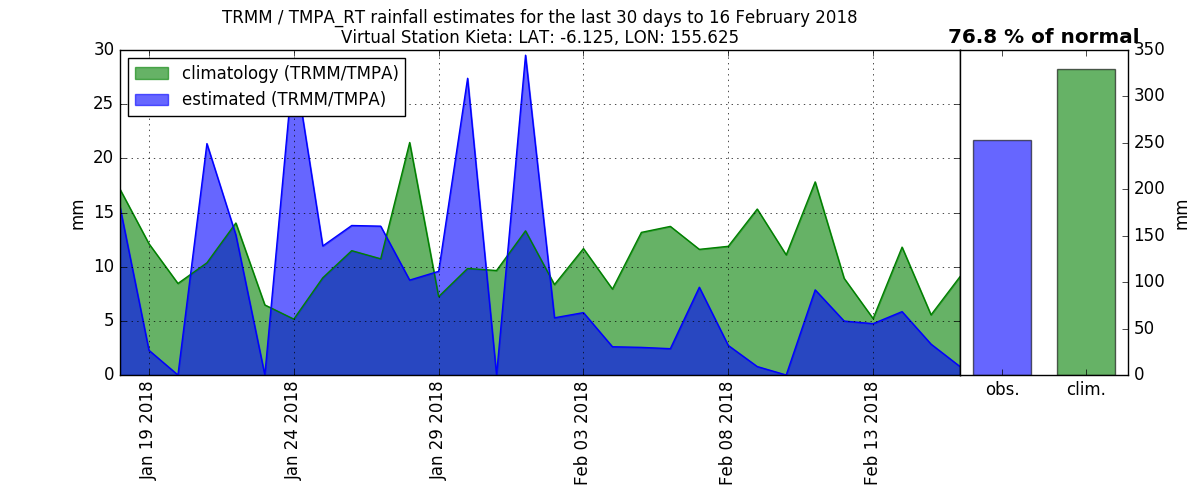 TRMM / TMPA_RT rainfall estimates for the last 30 days to 16 February 2018
Virtual Station Kieta: LAT: -6.125, LON: 155.625
76.8 % of normal
climatology (TRMM/TMPA)
estimated (TRMM/TMPA)
30
25
20
15
10
5
0
mm
Jan 19 2018
Jan 24 2018
Jan 29 2018
Feb 03 2018
Feb 08 2018
Feb 13 2018
350
300
250
200
150
100
50
0
mm
obs.
clim.